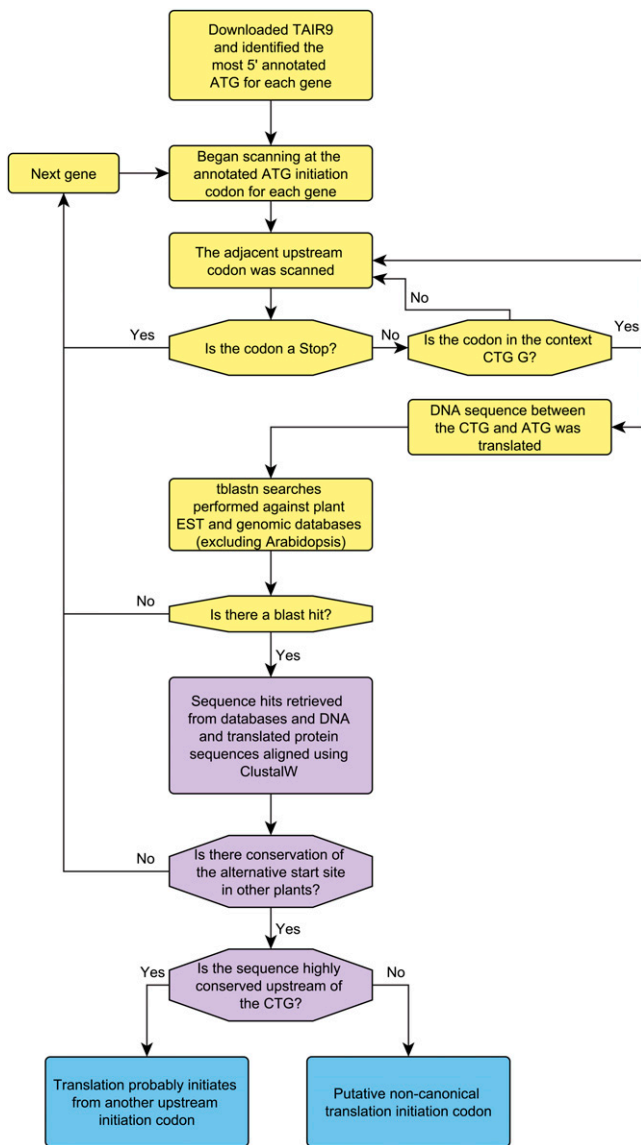 Downloaded TAIR9
and identified the
most 5' annotated
ATG for each gene
Next gene
Began scanning at the
annotated ATG initiation
codon for each gene
The adjacent upstream
codon was scanned
No
Yes
Is the codon a Stop?
No
Is the codon in the context
CTG G?
Yes
DNA sequence between
the CTG and ATG was
translated
tblastn searches
performed against plant
EST and genomic databases
(excluding Arabidopsis)
No
Is there a blast hit?
Yes
Sequence hits retrieved
from databases and DNA
and translated protein
sequences aligned using
ClustalW
No
Is there conservation of
the alternative start site
in other plants?
Yes
Yes
Is the sequence highly
conserved upstream of
the CTG?
No
Translation probably initiates
from another upstream
initiation codon
Putative non-canonical
translation initiation codon